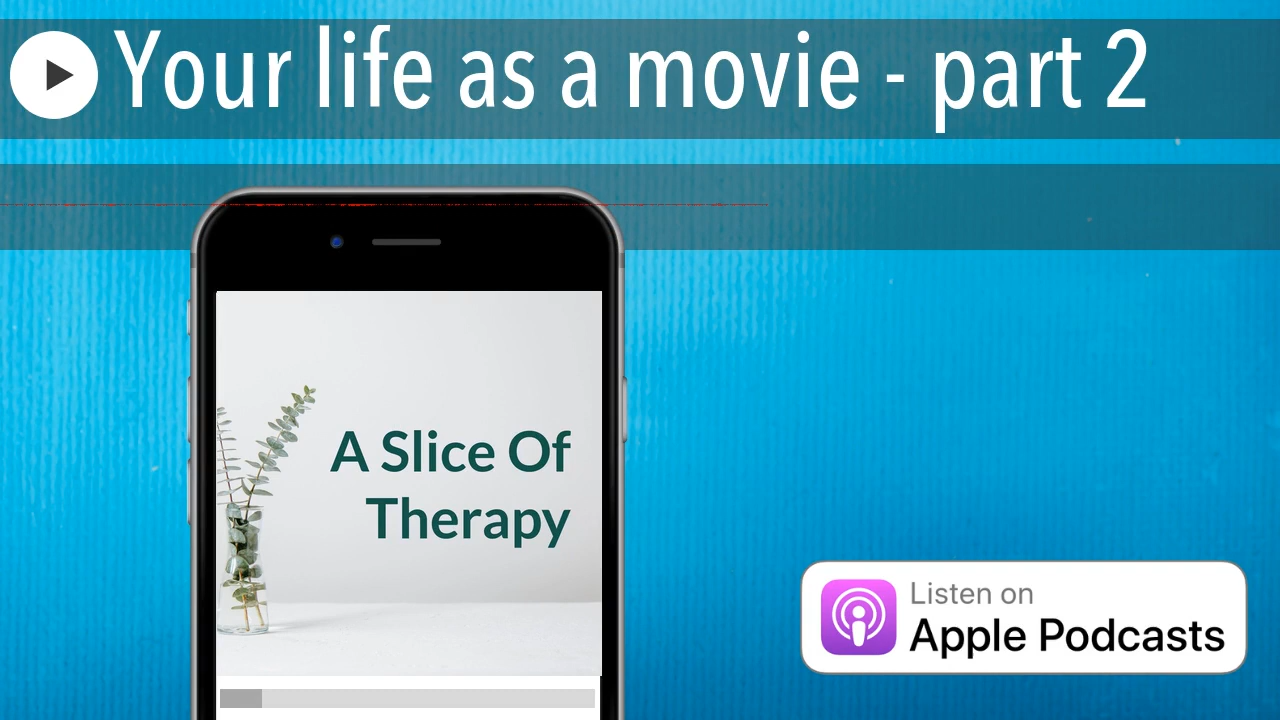 Your life as a movie - part 2
A Slice Of
Therapy
Listen on
Apple Podcasts